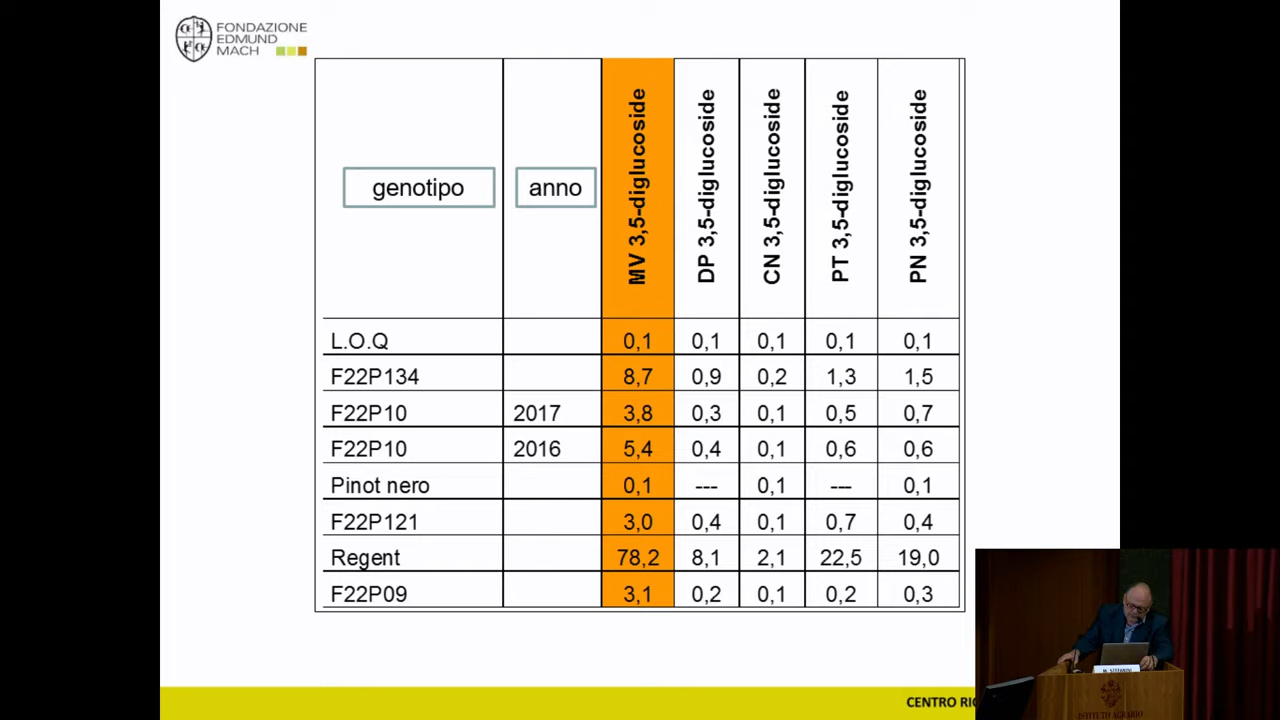 FONDAZIONE
EDMUND
MACH
genotipo anno MV 3,5-diglucoside DP 3,5-diglucoside CN 3,5-diglucoside PT 3,5-diglucoside PN 3,5-diglucoside
L.O.Q 0,1 0,1 0,1 0,1 0,1
F22P134 8,7 0,9 0,2 1,3 1,5
F22P10 2017 3,8 0,3 0,1 0,5 0,7
F22P10 2016 5,4 0,4 0,1 0,6 0,6
Pinot nero 0,1 --- 0,1 --- 0,1
F22P121 3,0 0,4 0,1 0,7 0,4
Regent 78,2 8,1 2,1 22,5 19,0
F22P09 3,1 0,2 0,1 0,2 0,3
CENTRO RIC
ISTITUTO AGRARIO